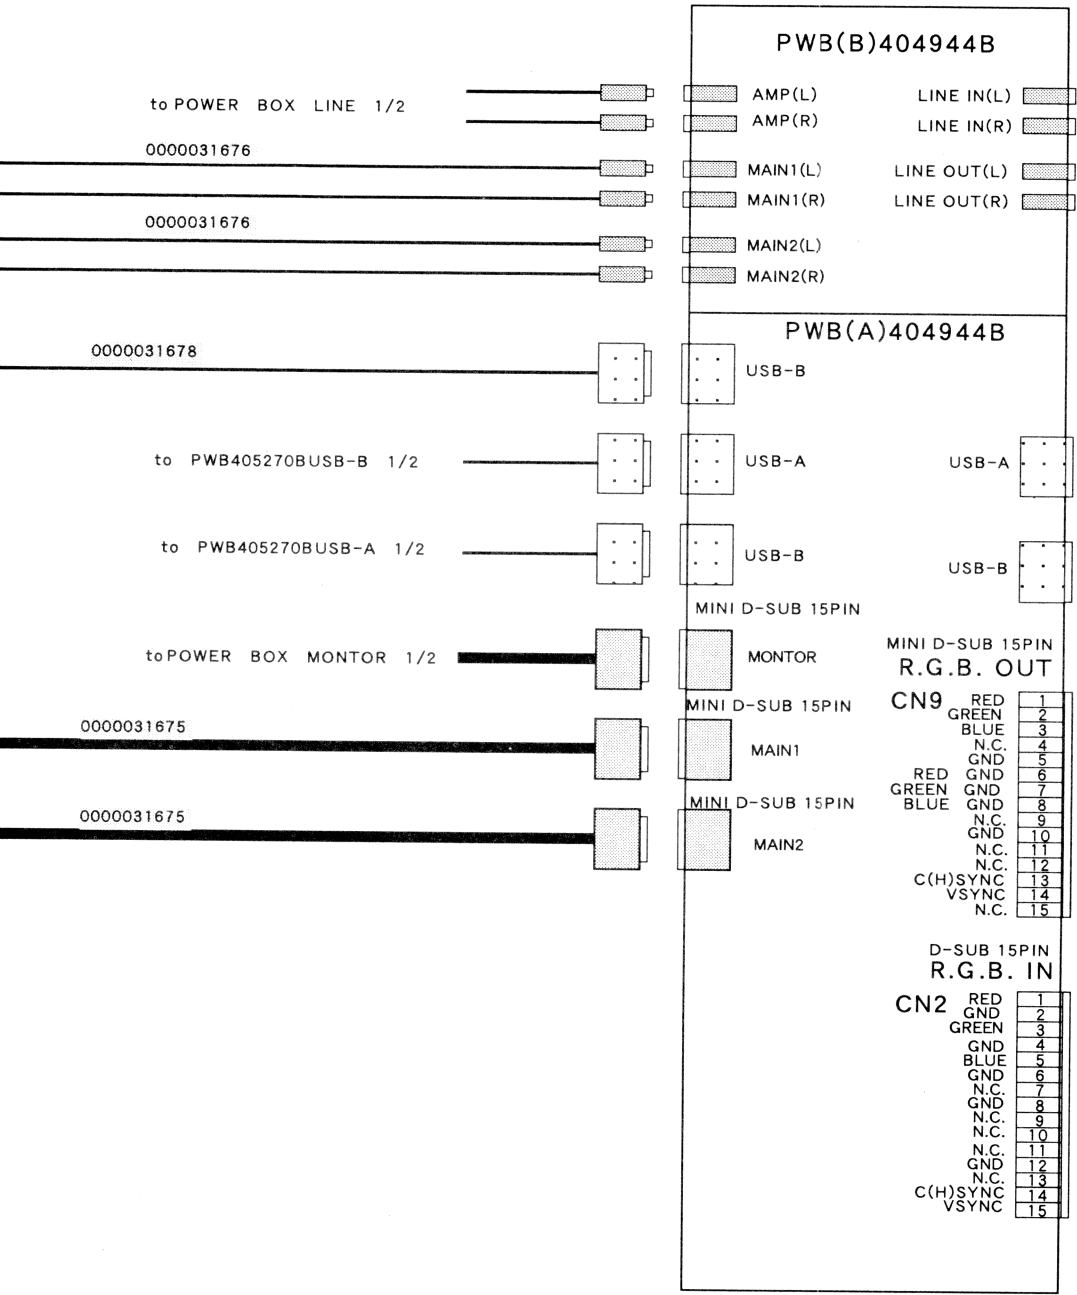 PWB(B)404944B
to POWER BOX LINE 1/2
AMP(L)
LINE IN(L)
AMP(R)
LINE IN(R)
0000031676
MAIN1(L)
LINE OUT(L)
MAIN1(R)
LINE OUT(R)
0000031676
MAIN2(L)
MAIN2(R)
PWB(A)404944B
0000031678
USB-B
to PWB405270BUSB-B 1/2
USB-A
USB-A
to PWB405270BUSB-A 1/2
USB-B
USB-B
MINI D-SUB 15PIN
to POWER BOX MONTOR 1/2
MONTOR
MINI D-SUB 15PIN
R.G.B. OUT
MINI D-SUB 15PIN
0000031675
MAIN1
MINI D-SUB 15PIN
0000031675
MAIN2
CN9
RED 1
GREEN 2
BLUE 3
N.C. 4
GND 5
RED GND 6
GREEN GND 7
BLUE GND 8
N.C. 9
GND 10
N.C. 11
N.C. 12
C(H)SYNC 13
VSYNC 14
N.C. 15
D-SUB 15PIN
R.G.B. IN
CN2
RED 1
GND 2
GREEN 3
GND 4
BLUE 5
GND 6
N.C. 7
GND 8
N.C. 9
N.C. 10
N.C. 11
GND 12
N.C. 13
C(H)SYNC 14
VSYNC 15